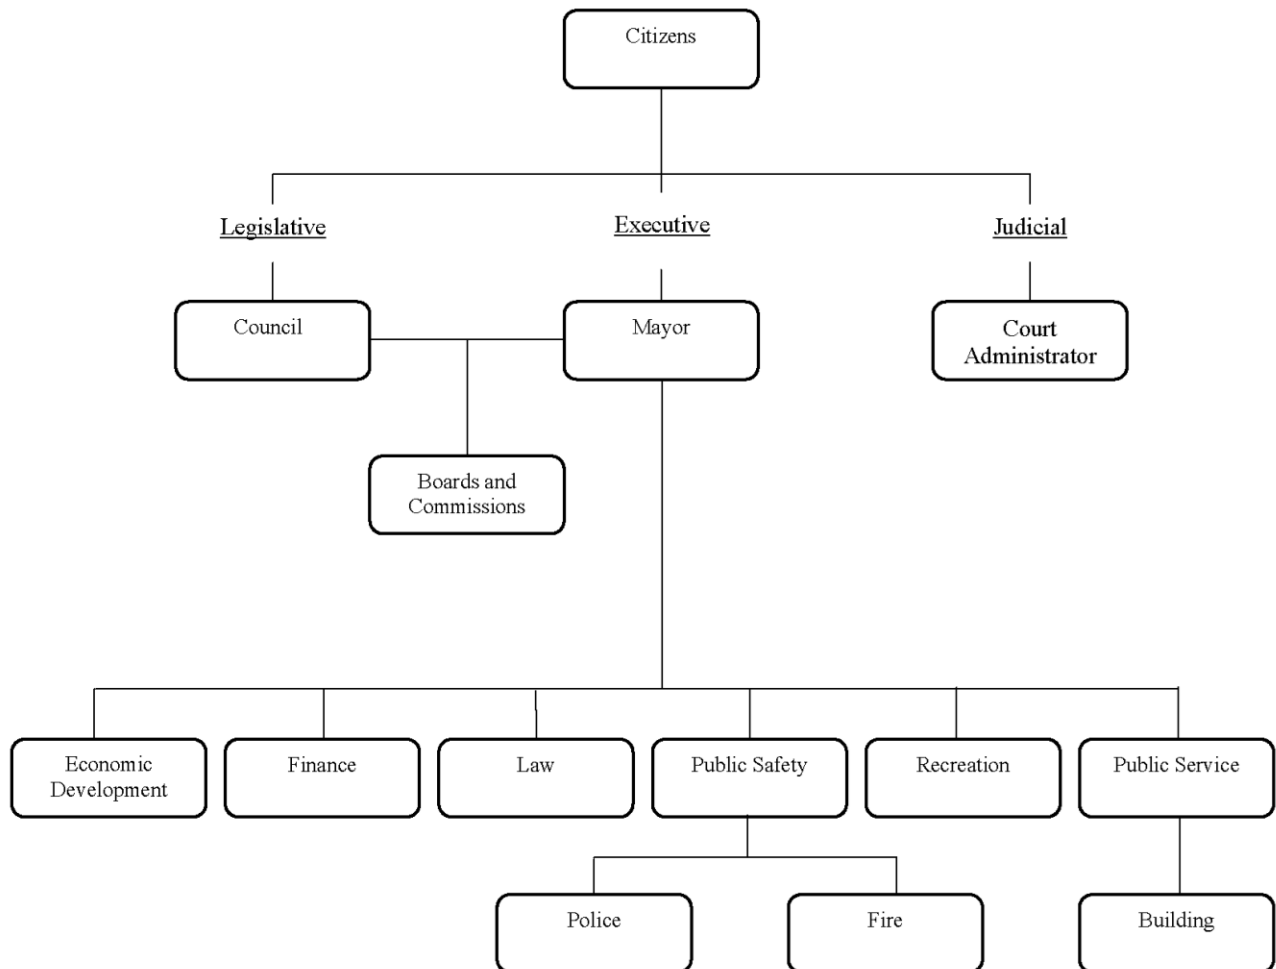 Citizens
Legislative
Executive
Judicial
Council
Mayor
Court
Administrator
Boards and
Commissions
Economic
Development
Finance
Law
Public Safety
Recreation
Public Service
Police
Fire
Building